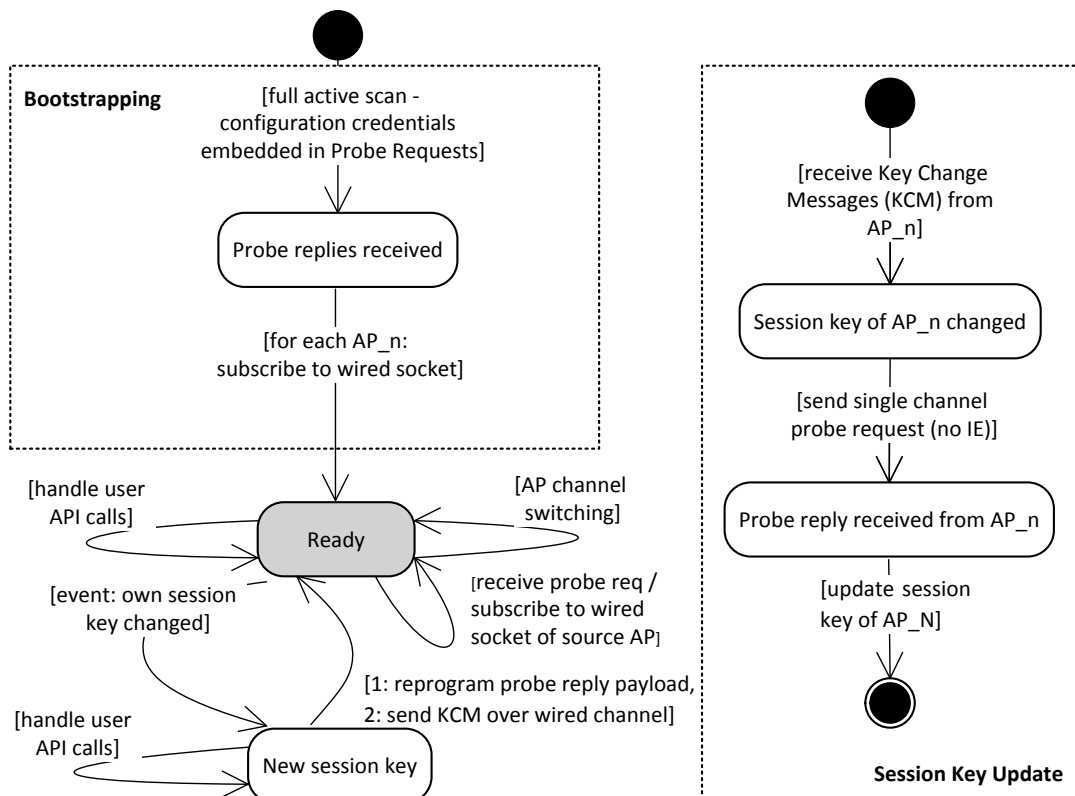 Bootstrapping
[full active scan -
configuration credentials
embedded in Probe Requests]
Probe replies received
[for each AP_n:
subscribe to wired socket]
[handle user
API calls]
[AP channel
switching]
Ready
[event: own session
key changed]
[receive probe req /
subscribe to wired
socket of source AP]
[1: reprogram probe reply payload,
2: send KCM over wired channel]
[handle user
API calls]
New session key
[receive Key Change
Messages (KCM) from
AP_n]
Session key of AP_n changed
[send single channel
probe request (no IE)]
Probe reply received from AP_n
[update session
key of AP_N]
Session Key Update